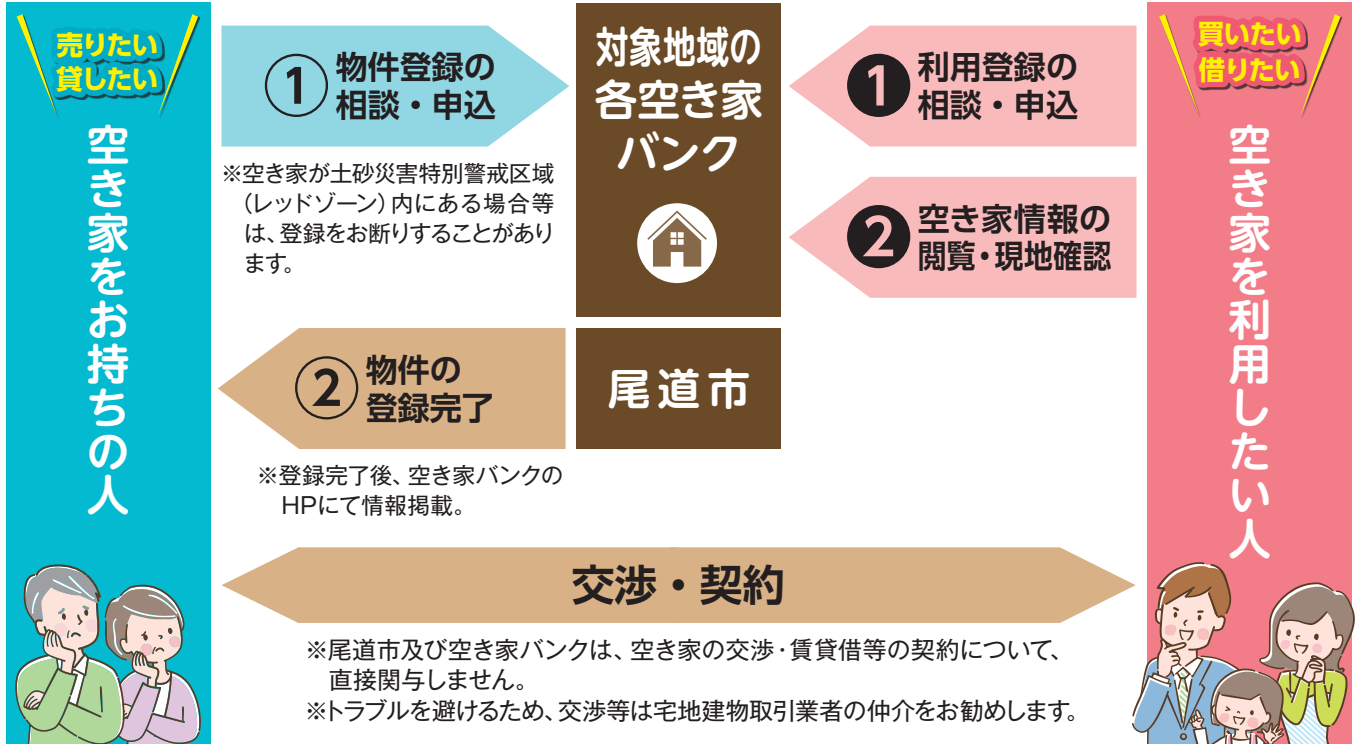 売りたい
貸したい
空き家をお持ちの人
① 物件登録の
相談・申込
※空き家が土砂災害特別警戒区域
(レッドゾーン)内にある場合等
は、登録をお断りすることがあり
ます。
② 物件の
登録完了
※登録完了後、空き家バンクの
HPにて情報掲載。
対象地域の
各空き家
バンク
尾道市
❶ 利用登録の
相談・申込
❷ 空き家情報の
閲覧・現地確認
買いたい
借りたい
空き家を利用したい人
交渉・契約
※尾道市及び空き家バンクは、空き家の交渉・賃貸借等の契約について、
直接関与しません。
※トラブルを避けるため、交渉等は宅地建物取引業者の仲介をお勧めします。